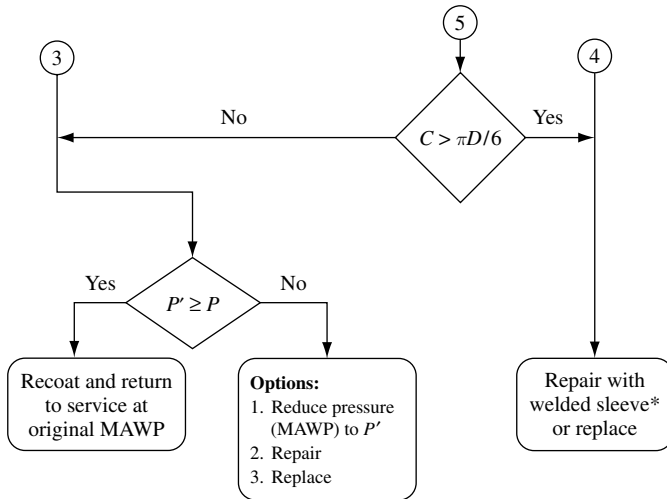 5
3
4
No
Yes
C > πD/6
Yes
No
P′ ≥ P
Recoat and return
to service at
original MAWP
Options:
1. Reduce pressure
(MAWP) to P′
2. Repair
3. Replace
Repair with
welded sleeve*
or replace